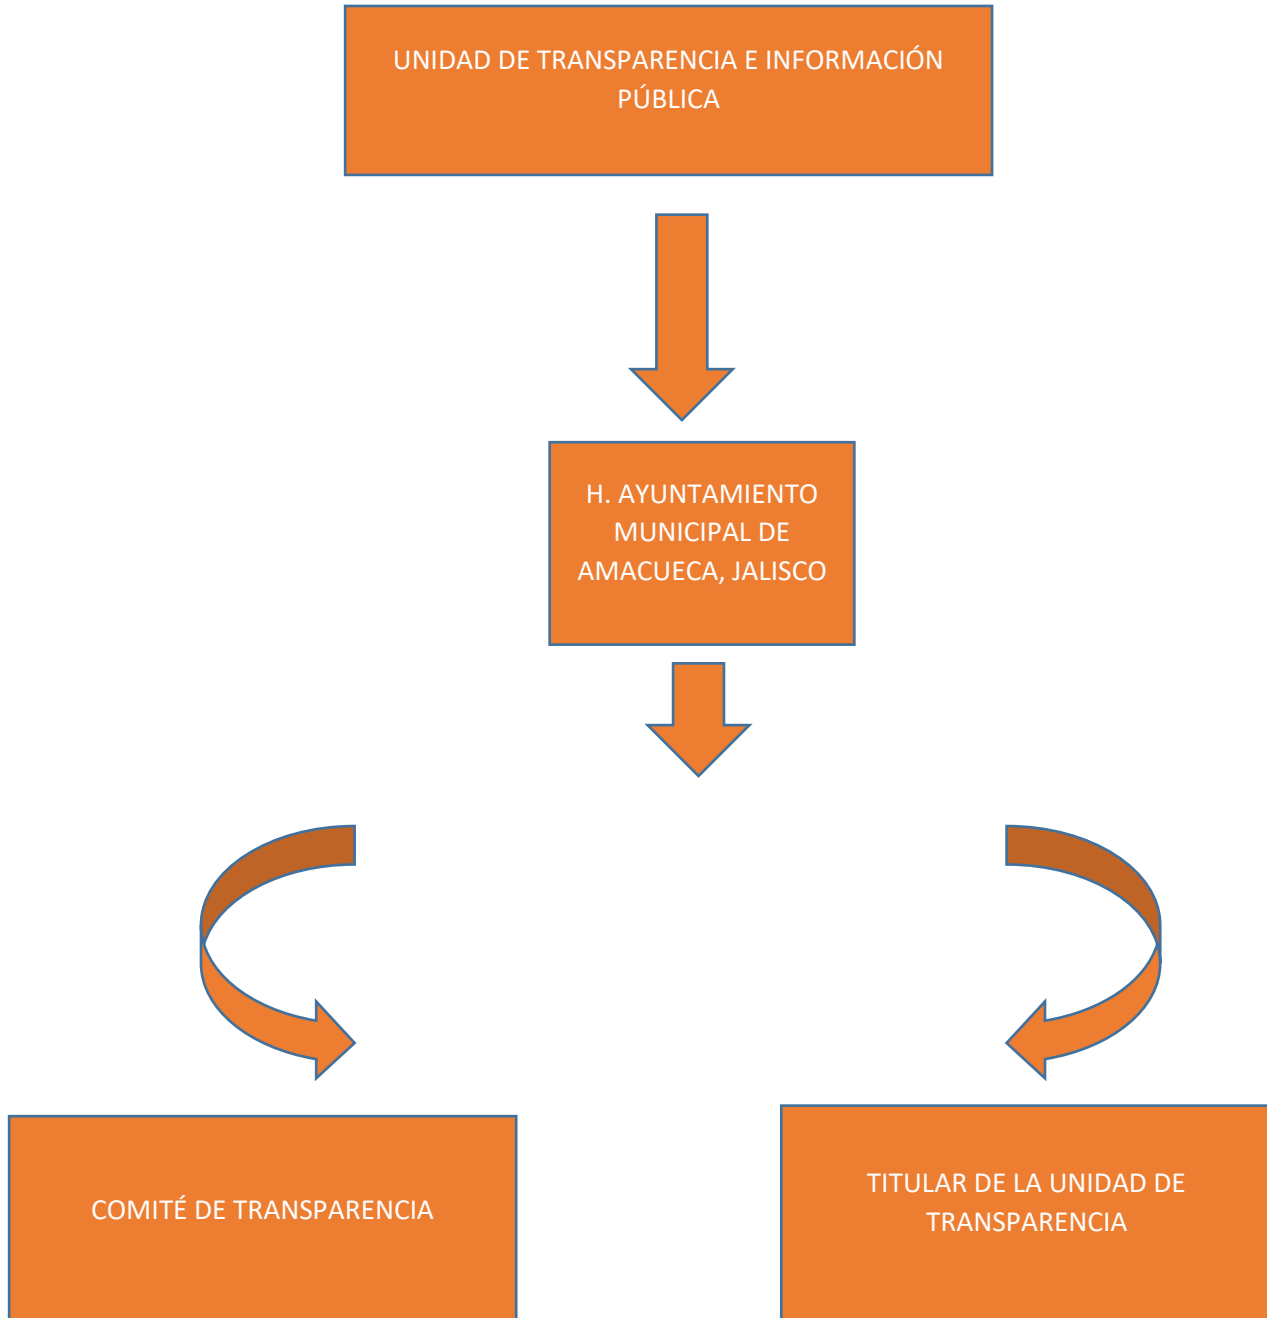 UNIDAD DE TRANSPARENCIA E INFORMACIÓN
PÚBLICA
H. AYUNTAMIENTO
MUNICIPAL DE
AMACUECA, JALISCO
COMITÉ DE TRANSPARENCIA
TITULAR DE LA UNIDAD DE
TRANSPARENCIA